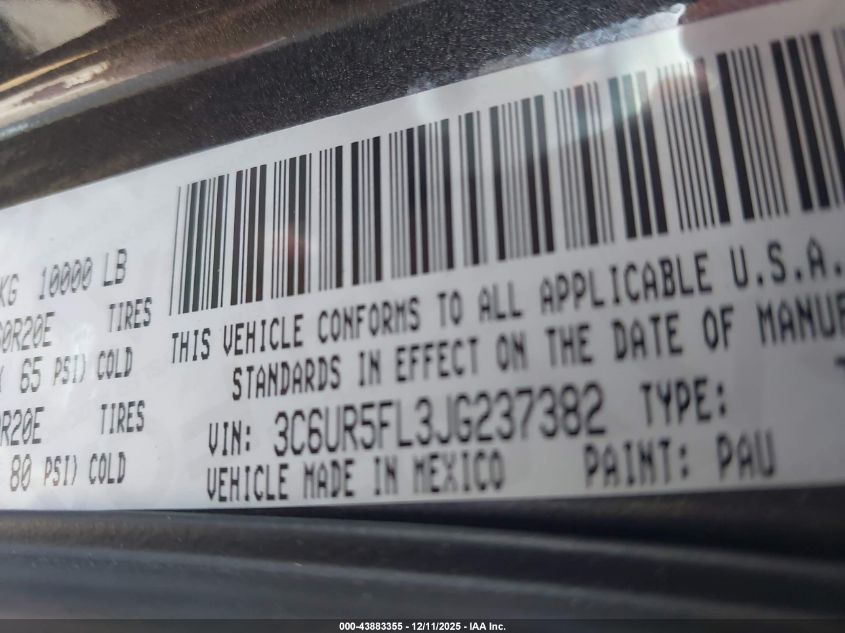 KG 10000 LB
0R20E TIRES
65 PSI) COLD
R20E TIRES
80 PSI) COLD
THIS VEHICLE CONFORMS TO ALL APPLICABLE U.S.A.
STANDARDS IN EFFECT ON THE DATE OF MANUF
VIN: 3C6UR5FL3JG237382 TYPE:
VEHICLE MADE IN MEXICO PAINT: PAU
000-43883355 - 12/11/2025 - IAA Inc.